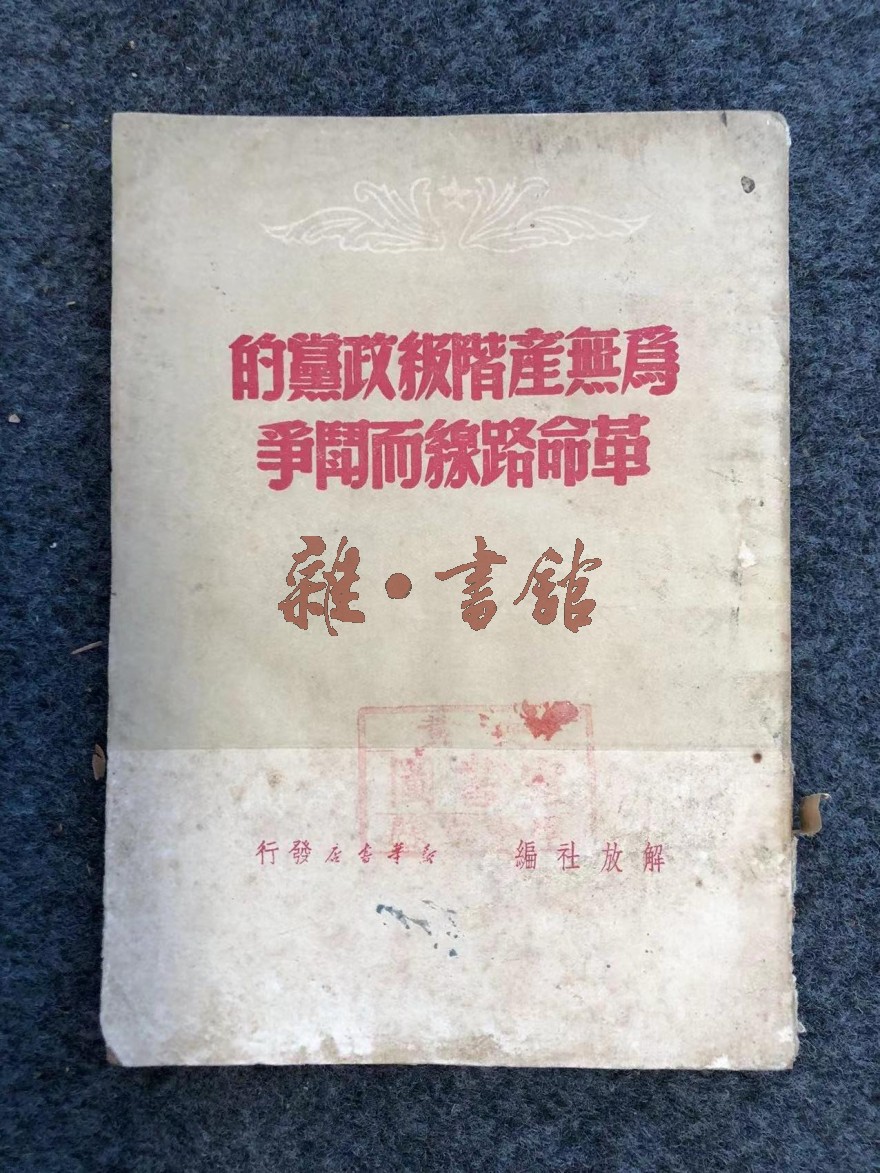 為無產階級政黨的
革命路線而鬪爭
雜·書館
解放社編 新華書店發行